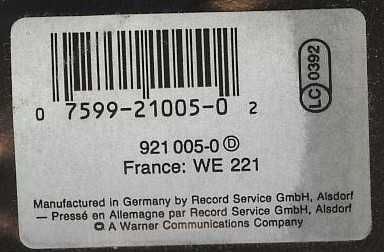 0 7599-21005-0 2
LC 0392
921 005-0 Ⓓ
France: WE 221
Manufactured in Germany by Record Service GmbH, Alsdorf
— Pressé en Allemagne par Record Service GmbH, Alsdorf
A Warner Communications Company